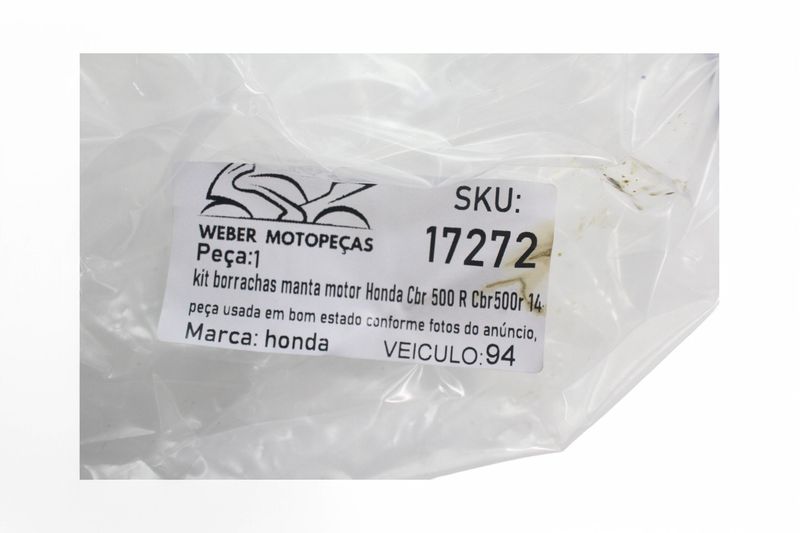 SKU:
17272
WEBER MOTOPEÇAS
Peça:1
kit borrachas manta motor Honda Cbr 500 R Cbr500r 14
peça usada em bom estado conforme fotos do anúncio,
Marca: honda
VEICULO:94